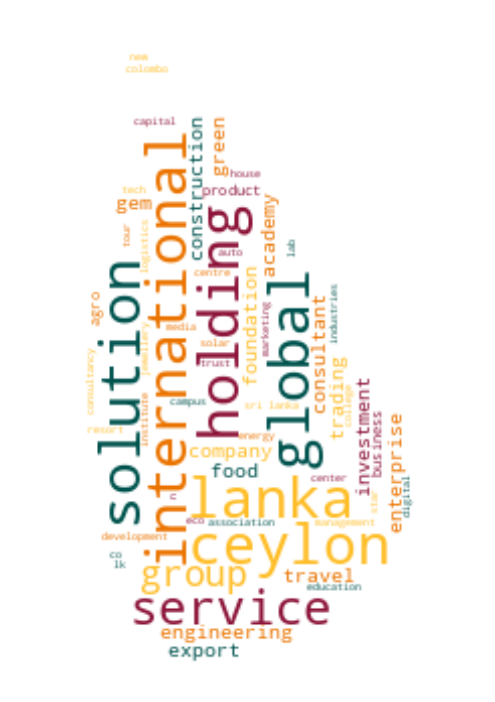 new
colombo
capital
construction
green
international
house
product
tech
gem
holding
academy
tour
logistics
auto
lab
solution
centre
foundation
global
agro
industries
consultant
marketing
media
jewellery
solar
trust
consultancy
trading
college
investment
business
institute
campus
sri lanka
resort
enterprise
energy
company
food
center
digital
lanka
star
c
eco
association
management
ceylon
development
co
lk
group
travel
education
service
engineering
export